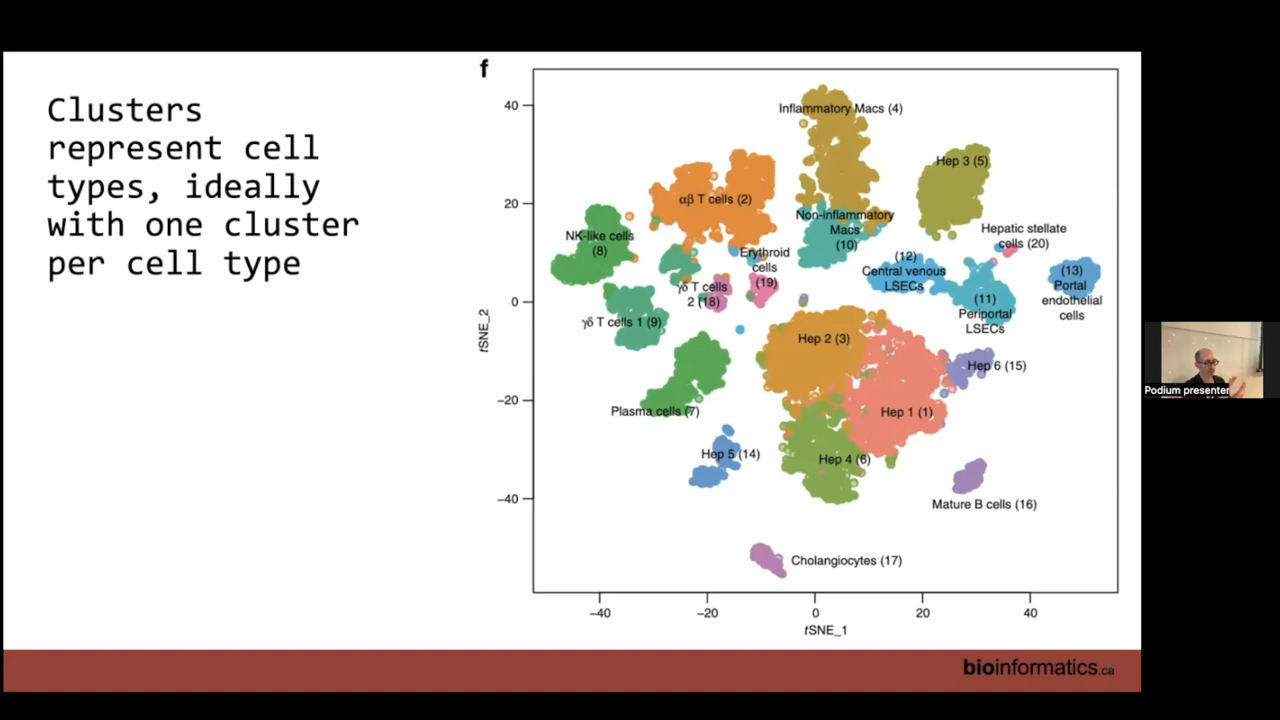 Clusters
represent cell
types, ideally
with one cluster
per cell type
f
40
20
0
−20
−40
tSNE_2
−40
−20
0
20
40
tSNE_1
Inflammatory Macs (4)
Hep 3 (5)
αβ T cells (2)
Non-inflammatory
Macs
(10)
NK-like cells
(8)
Hepatic stellate
cells (20)
Erythroid
cells
(19)
(12)
Central venous
LSECs
(13)
Portal
endothelial
cells
γδ T cells
2 (18)
(11)
Periportal
LSECs
γδ T cells 1 (9)
Hep 2 (3)
Hep 6 (15)
Plasma cells (7)
Hep 1 (1)
Hep 5 (14)
Hep 4 (6)
Mature B cells (16)
Cholangiocytes (17)
bioinformatics.ca
Podium presenter